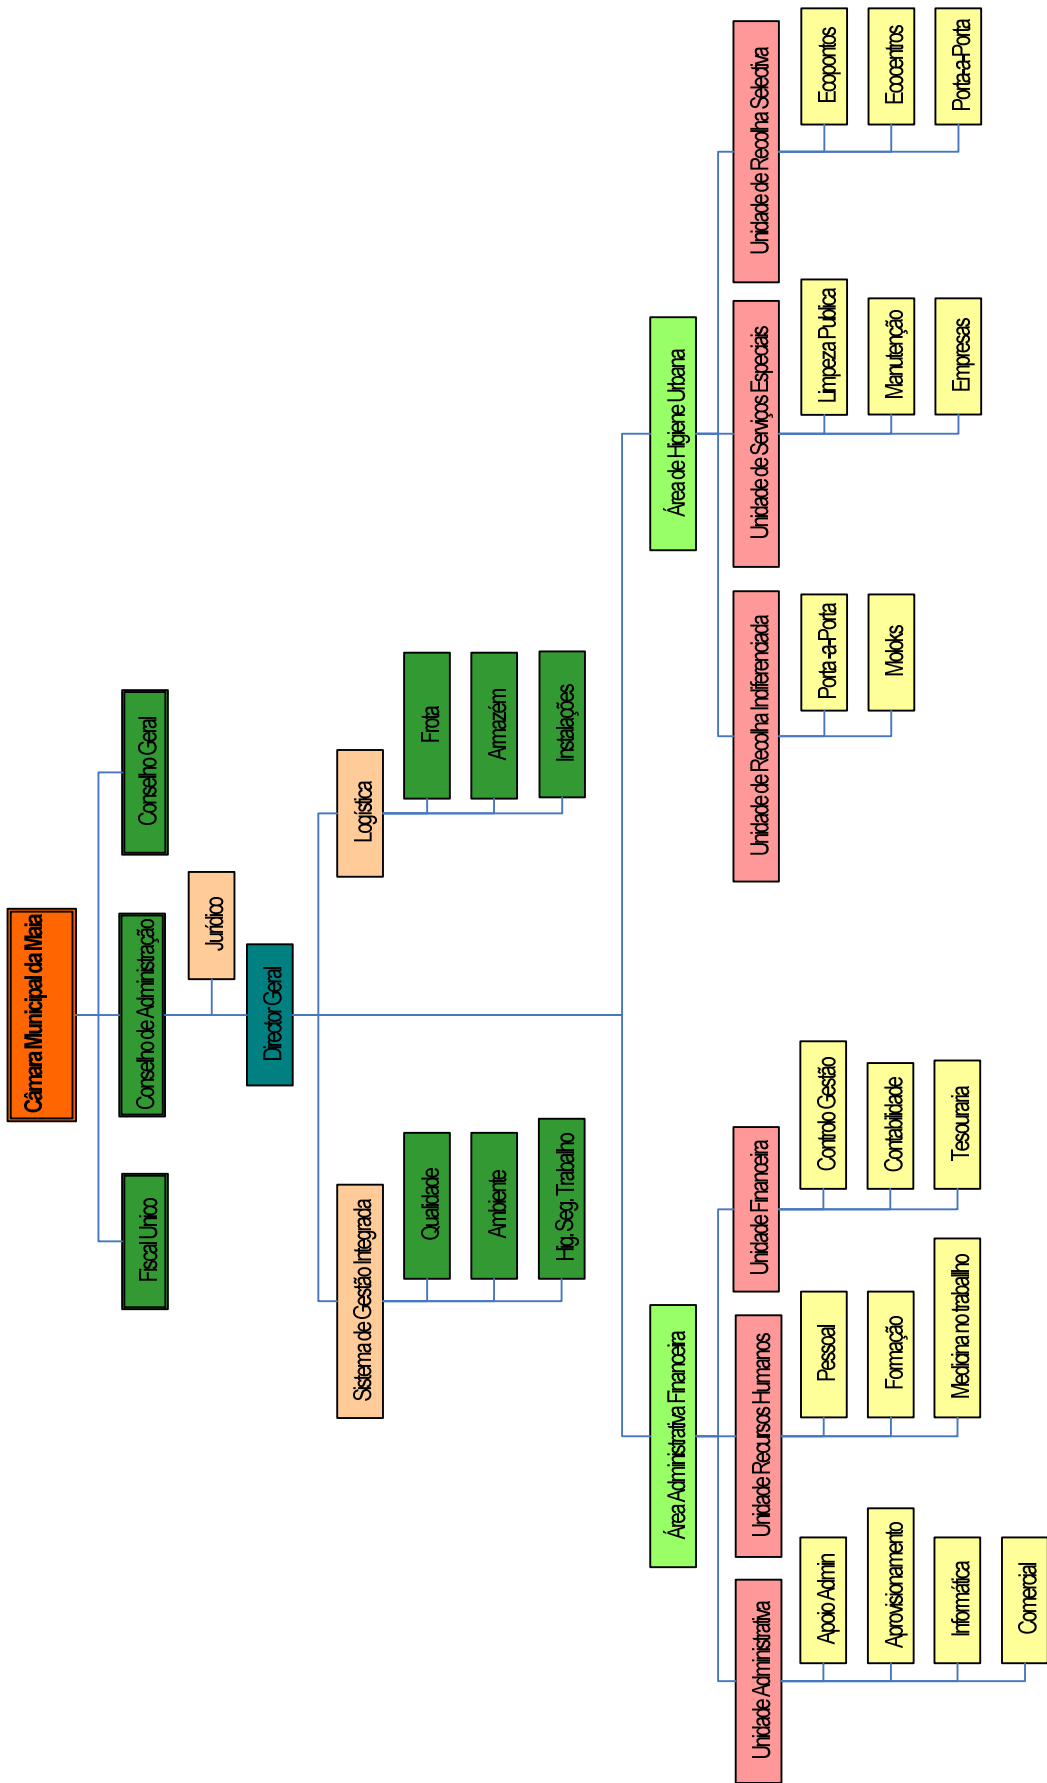 Câmara Municipal da Maia
Fiscal Unico
Conselho de Administração
Conselho Geral
Jurídico
Director Geral
Sistema de Gestão Integrada
Logística
Qualidade
Frota
Ambiente
Armazém
Hig. Seg. Trabalho
Instalações
Área Administrativa Financeira
Área de Higiene Urbana
Unidade Administrativa
Unidade Recursos Humanos
Unidade Financeira
Unidade de Recolha Indiferenciada
Unidade de Serviços Especiais
Unidade de Recolha Selectiva
Apoio Admin
Pessoal
Controlo Gestão
Porta-a-Porta
Limpeza Publica
Ecopontos
Aprovisionamento
Formação
Contabilidade
Moloks
Manutenção
Ecocentros
Informática
Medicina no trabalho
Tesouraria
Empresas
Porta-a-Porta
Comercial